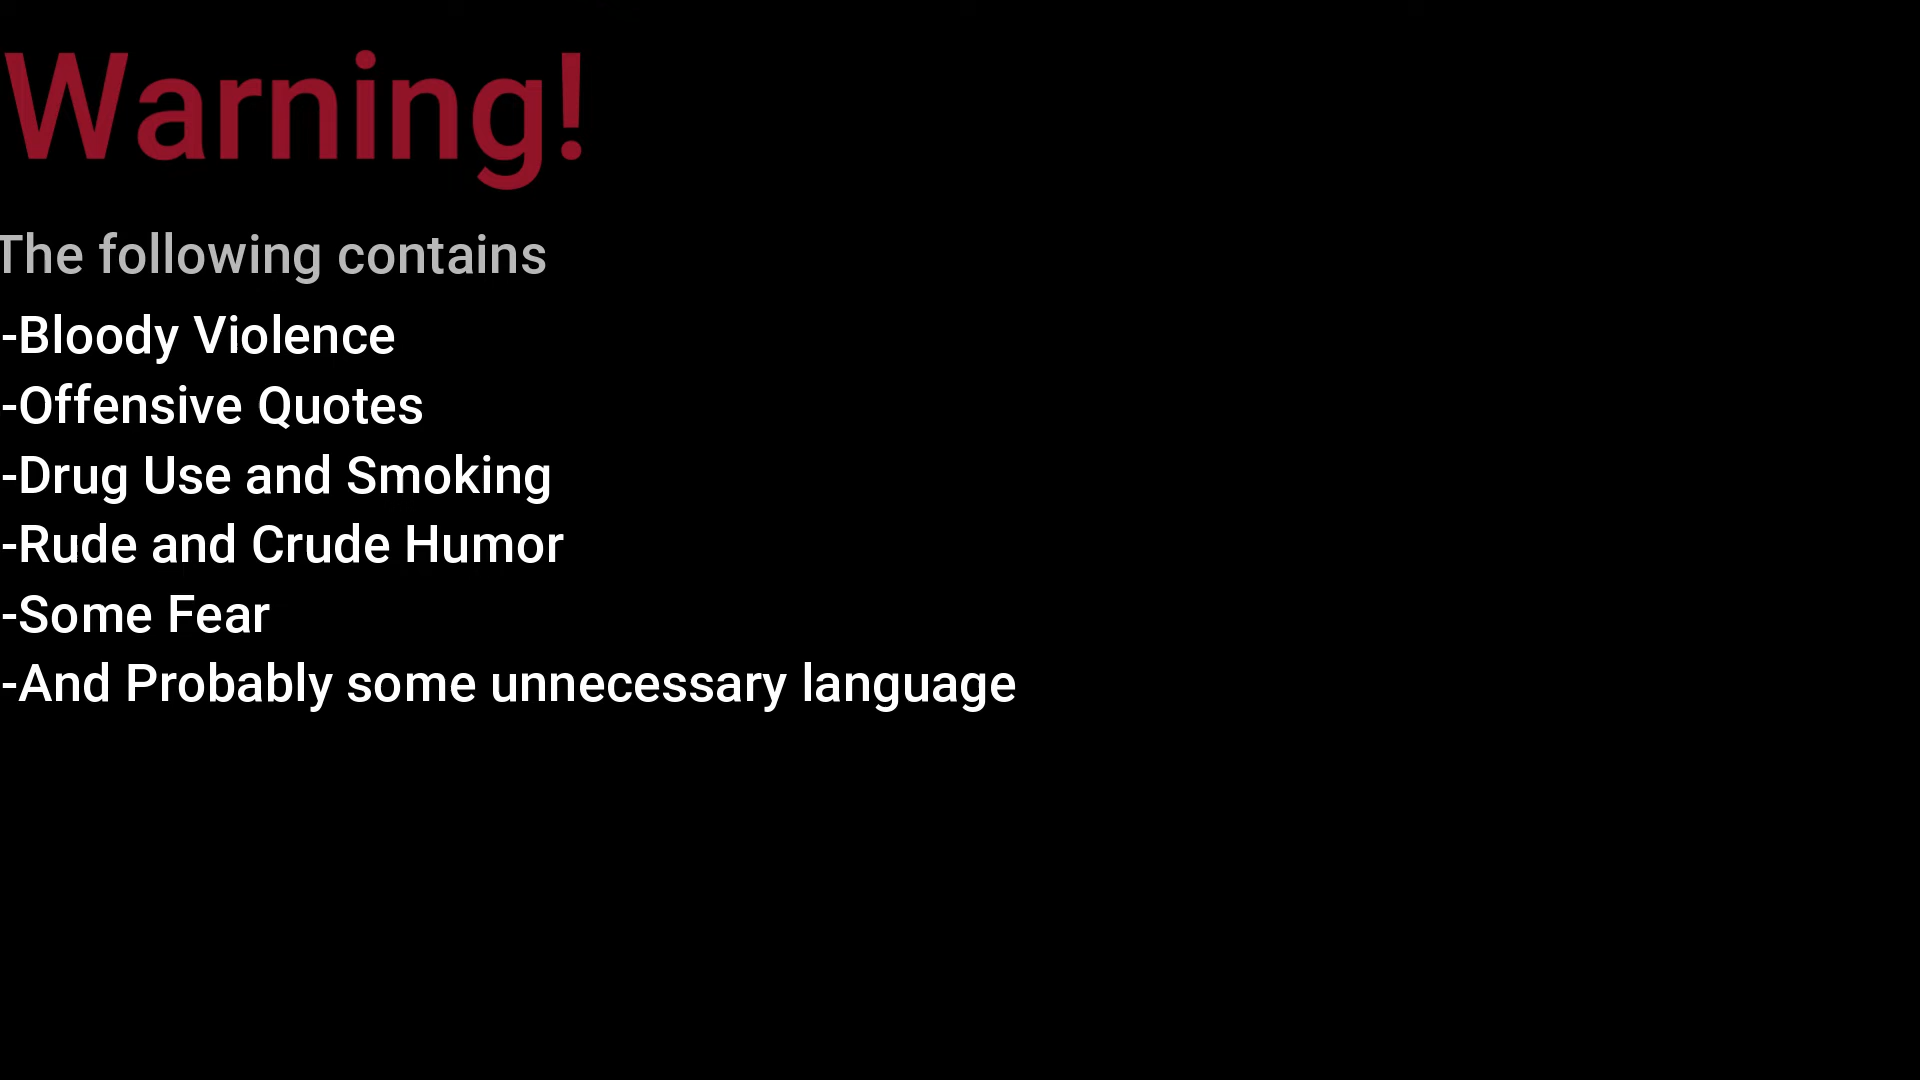 Warning!
The following contains
-Bloody Violence
-Offensive Quotes
-Drug Use and Smoking
-Rude and Crude Humor
-Some Fear
-And Probably some unnecessary language